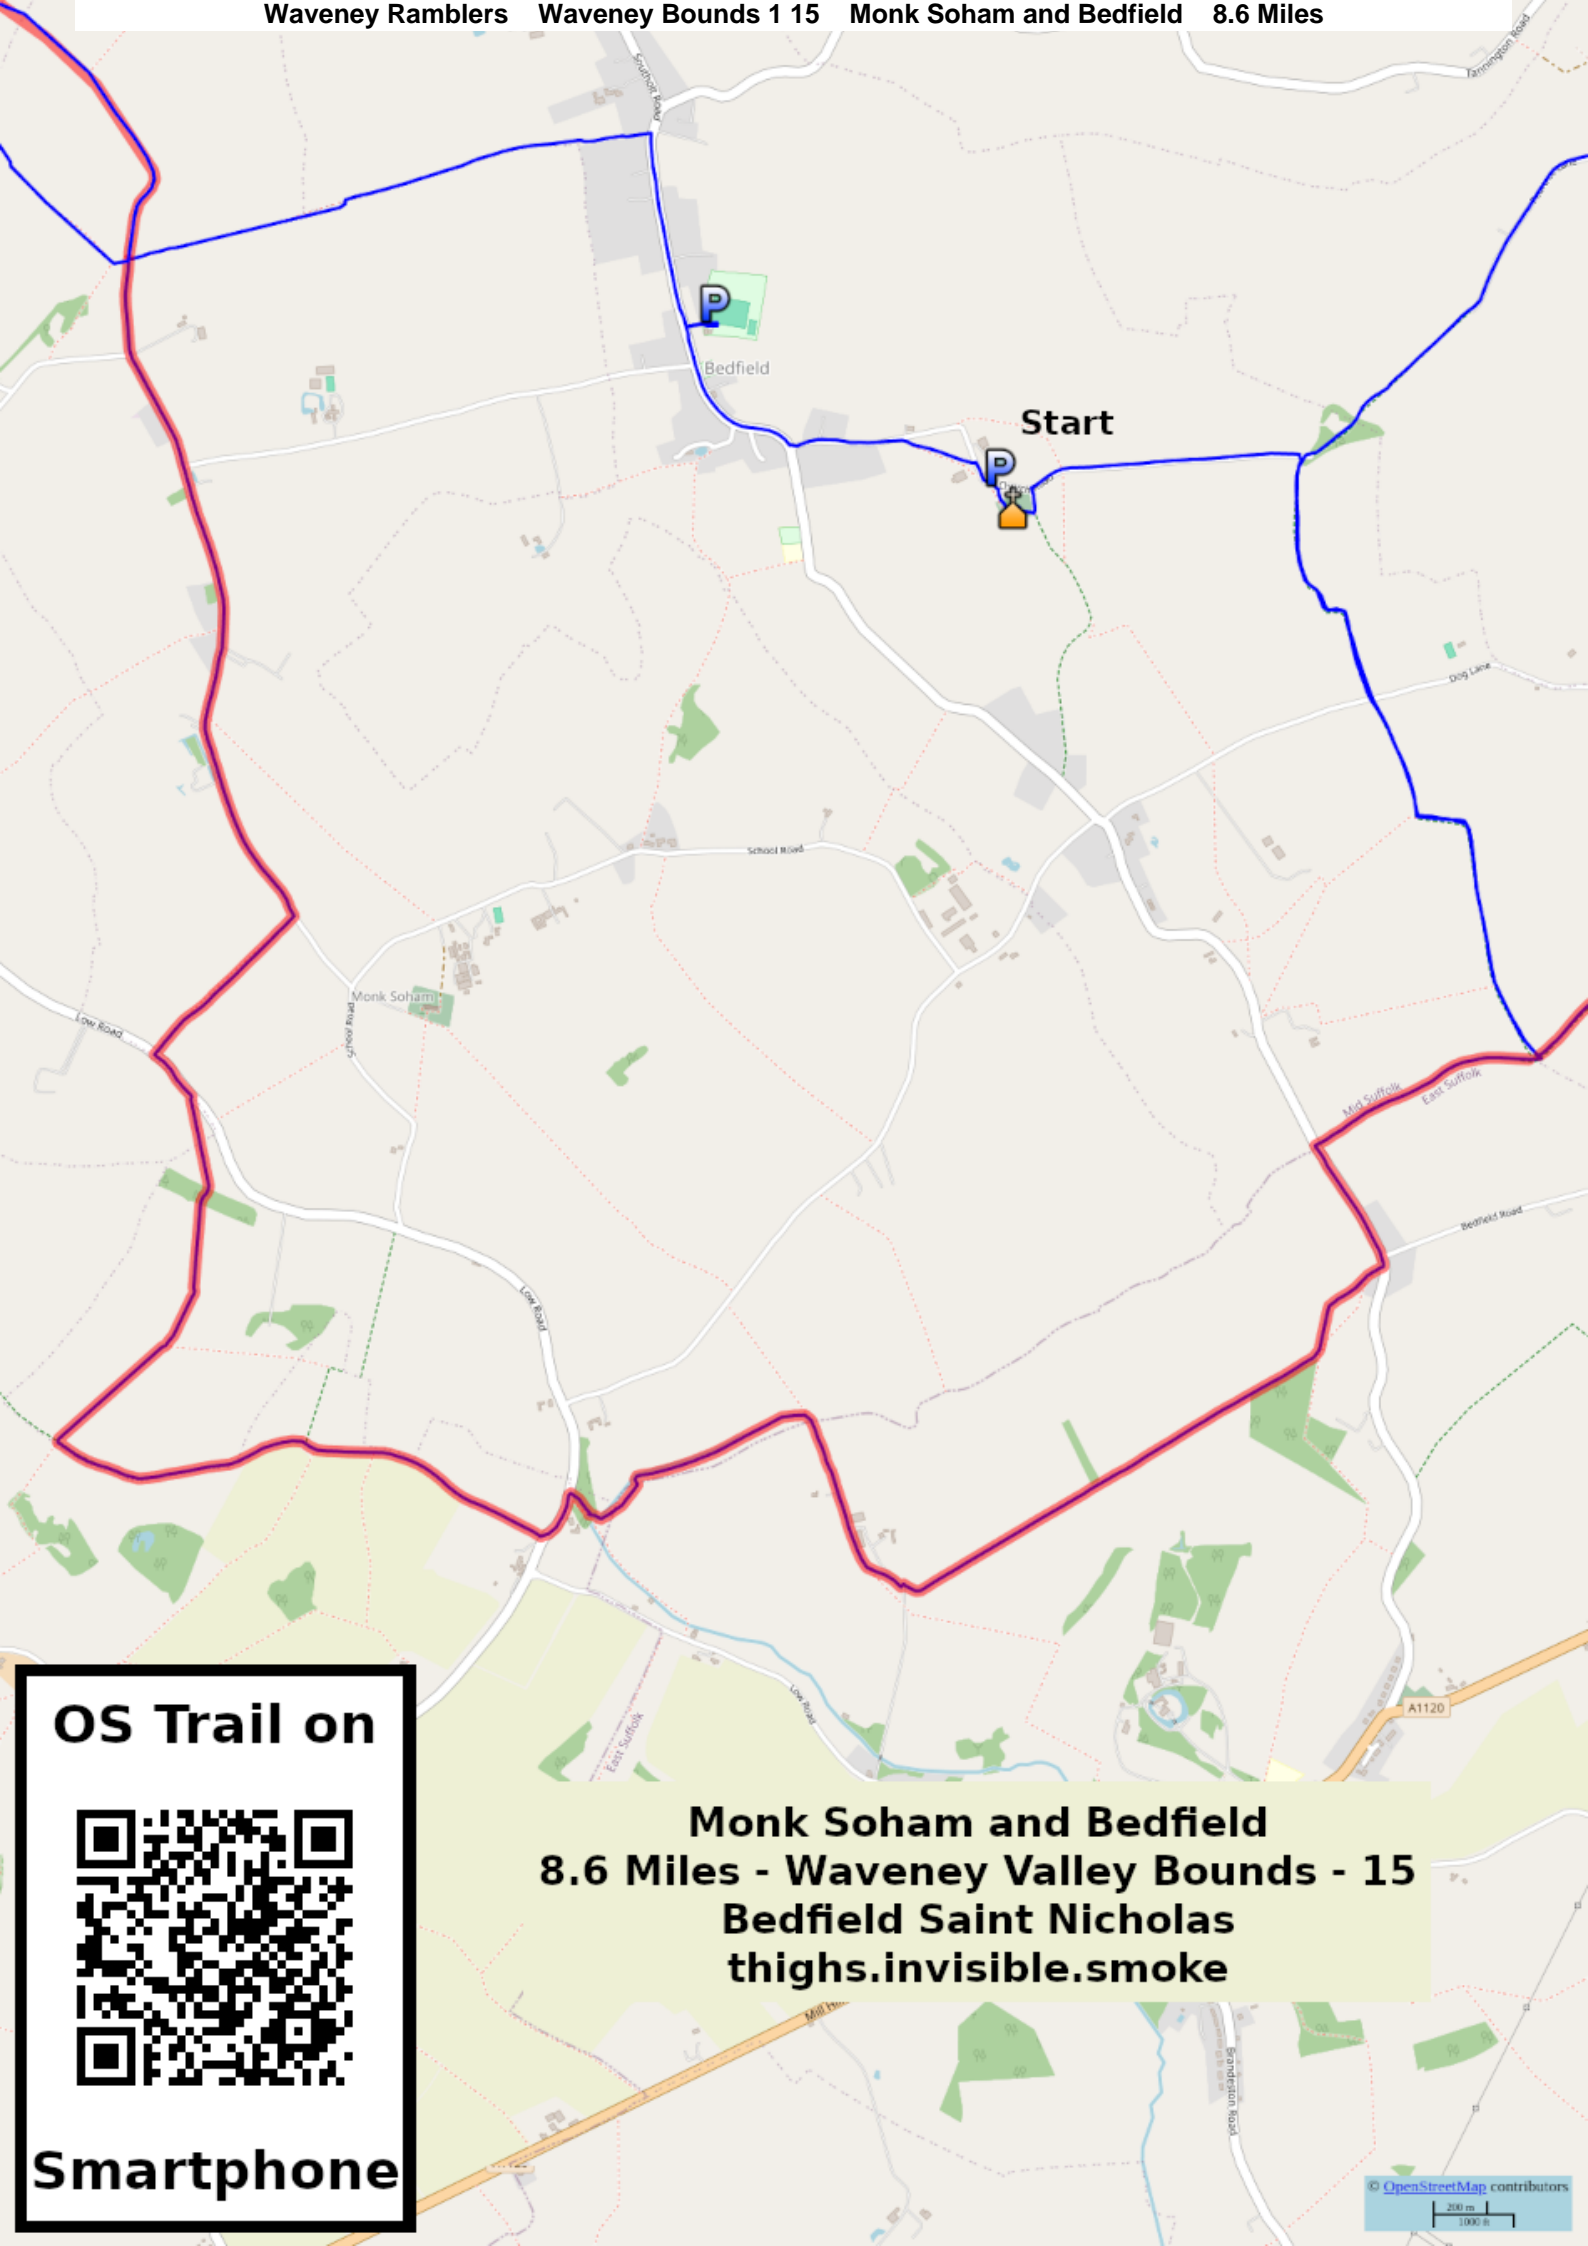 Waveney Ramblers Waveney Bounds 1 15 Monk Soham and Bedfield 8.6 Miles
Southolt Road
Tannington Road
P
Bedfield
Start
P
Dog Lane
School Road
Monk Soham
School Road
Low Road
Mid Suffolk
East Suffolk
Bedfield Road
Low Road
Low Road
East Suffolk
A1120
OS Trail on
Smartphone
Monk Soham and Bedfield
8.6 Miles - Waveney Valley Bounds - 15
Bedfield Saint Nicholas
thighs.invisible.smoke
Mill
Brandeston Road
© OpenStreetMap contributors
200 m
1000 ft